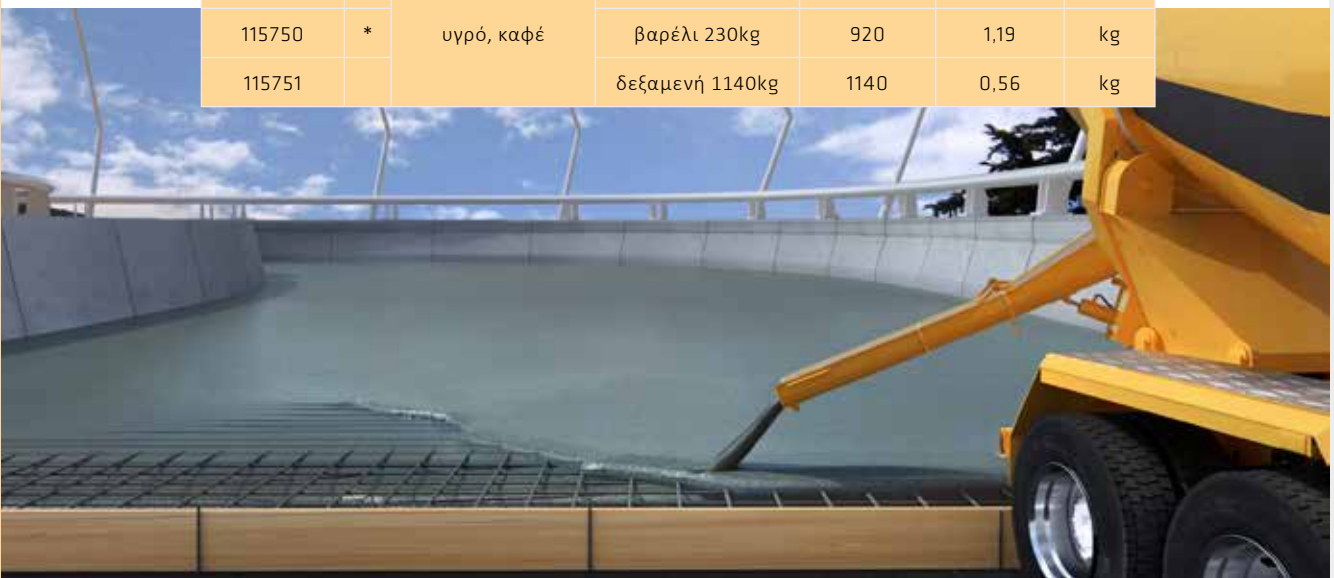 115750 * υγρό, καφέ βαρέλι 230kg 920 1,19 kg
115751 δεξαμενή 1140kg 1140 0,56 kg